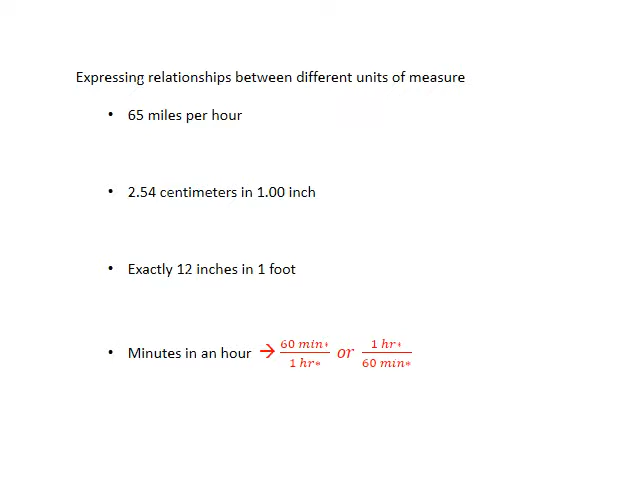 Expressing relationships between different units of measure
• 65 miles per hour
• 2.54 centimeters in 1.00 inch
• Exactly 12 inches in 1 foot
• Minutes in an hour → 60 min* / 1 hr* or 1 hr* / 60 min*